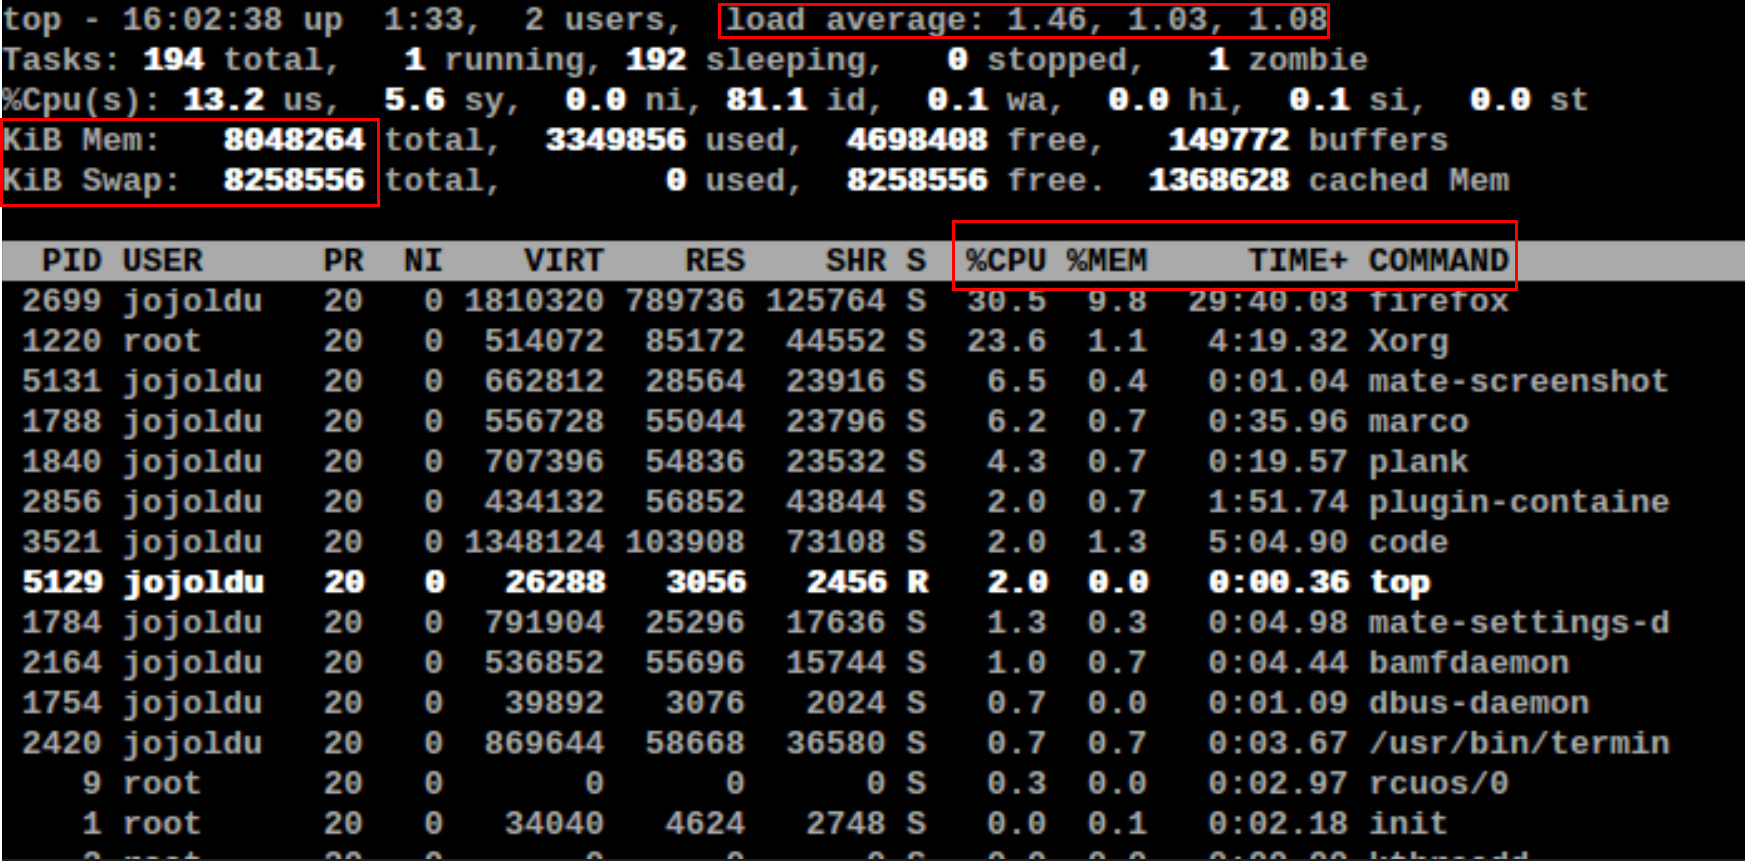 top - 16:02:38 up  1:33,  2 users,  load average: 1.46, 1.03, 1.08
Tasks: 194 total,   1 running, 192 sleeping,   0 stopped,   1 zombie
%Cpu(s): 13.2 us,  5.6 sy,  0.0 ni, 81.1 id,  0.1 wa,  0.0 hi,  0.1 si,  0.0 st
KiB Mem:   8048264 total,  3349856 used,  4698408 free,   149772 buffers
KiB Swap:  8258556 total,        0 used,  8258556 free.  1368628 cached Mem
PID USER      PR  NI    VIRT    RES    SHR S  %CPU %MEM     TIME+ COMMAND
2699 jojoldu   20   0 1810320 789736 125764 S  30.5  9.8  29:40.03 firefox
1220 root      20   0  514072  85172  44552 S  23.6  1.1   4:19.32 Xorg
5131 jojoldu   20   0  662812  28564  23916 S   6.5  0.4   0:01.04 mate-screenshot
1788 jojoldu   20   0  556728  55044  23796 S   6.2  0.7   0:35.96 marco
1840 jojoldu   20   0  707396  54836  23532 S   4.3  0.7   0:19.57 plank
2856 jojoldu   20   0  434132  56852  43844 S   2.0  0.7   1:51.74 plugin-containe
3521 jojoldu   20   0 1348124 103908  73108 S   2.0  1.3   5:04.90 code
5129 jojoldu   20   0   26288   3056   2456 R   2.0  0.0   0:00.36 top
1784 jojoldu   20   0  791904  25296  17636 S   1.3  0.3   0:04.98 mate-settings-d
2164 jojoldu   20   0  536852  55696  15744 S   1.0  0.7   0:04.44 bamfdaemon
1754 jojoldu   20   0   39892   3076   2024 S   0.7  0.0   0:01.09 dbus-daemon
2420 jojoldu   20   0  869644  58668  36580 S   0.7  0.7   0:03.67 /usr/bin/termin
9 root      20   0       0      0      0 S   0.3  0.0   0:02.97 rcuos/0
1 root      20   0   34040   4624   2748 S   0.0  0.1   0:02.18 init